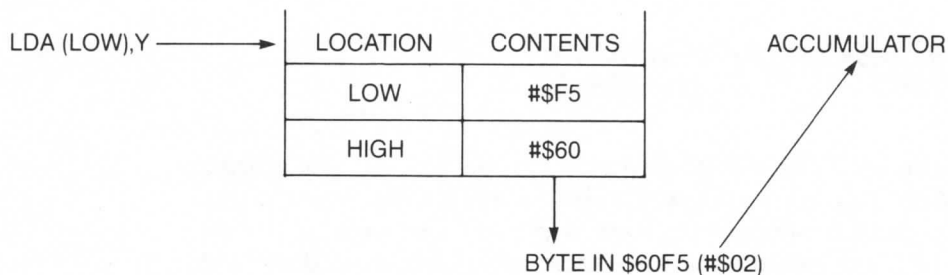 LDA (LOW),Y
LOCATION CONTENTS
ACCUMULATOR
LOW #$F5
HIGH #$60
BYTE IN $60F5 (#$02)